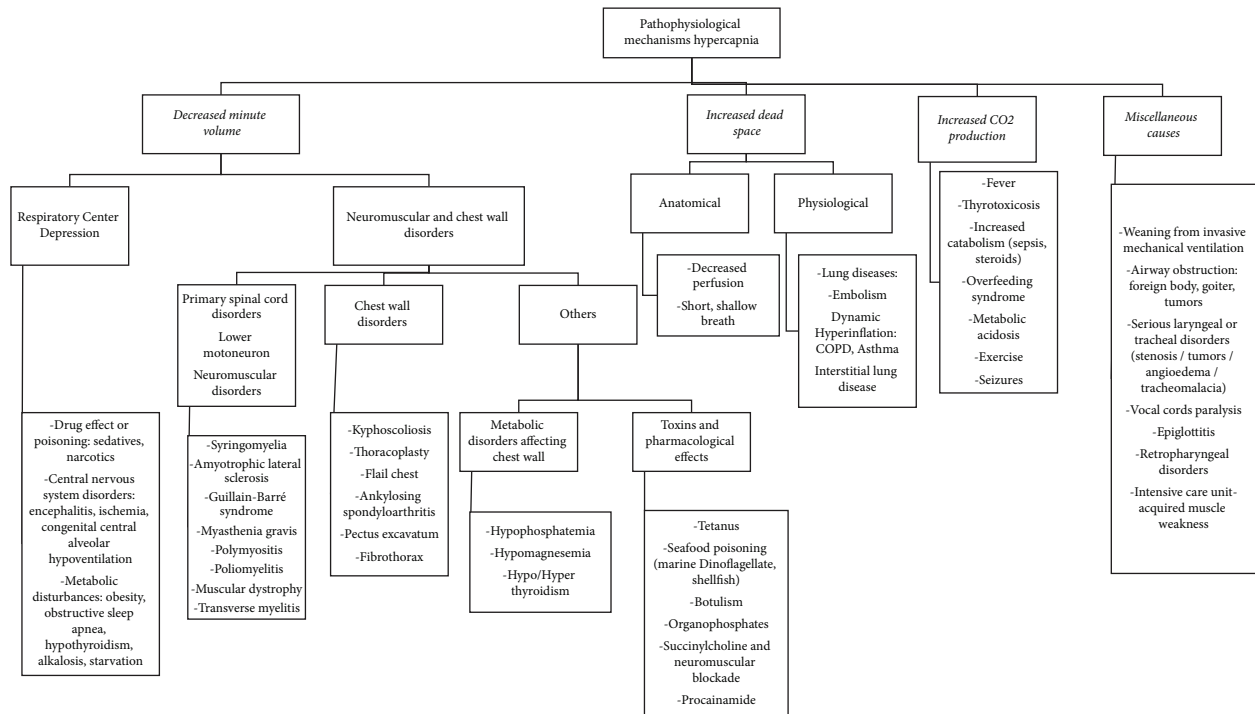 Pathophysiological
mechanisms hypercapnia
Decreased minute
volume
Increased dead
space
Increased CO2
production
Miscellaneous
causes
Respiratory Center
Depression
Neuromuscular and chest wall
disorders
Anatomical
Physiological
-Fever
-Thyrotoxicosis
-Increased
catabolism (sepsis,
steroids)
-Overfeeding
syndrome
-Metabolic
acidosis
-Exercise
-Seizures
-Weaning from invasive
mechanical ventilation
-Airway obstruction:
foreign body, goiter,
tumors
-Serious laryngeal or
tracheal disorders
(stenosis / tumors /
angioedema /
tracheomalacia)
-Vocal cords paralysis
-Epiglottitis
-Retropharyngeal
disorders
-Intensive care unit-
acquired muscle
weakness
-Decreased
perfusion
-Short, shallow
breath
-Lung diseases:
-Embolism
Dynamic
Hyperinflation:
COPD, Asthma
Interstitial lung
disease
Primary spinal cord
disorders
Lower
motoneuron
Neuromuscular
disorders
Chest wall
disorders
Others
-Drug effect or
poisoning: sedatives,
narcotics
-Central nervous
system disorders:
encephalitis, ischemia,
congenital central
alveolar
hypoventilation
-Metabolic
disturbances: obesity,
obstructive sleep
apnea,
hypothyroidism,
alkalosis, starvation
-Syringomyelia
-Amyotrophic lateral
sclerosis
-Guillain-Barré
syndrome
-Myasthenia gravis
-Polymyositis
-Poliomyelitis
-Muscular dystrophy
-Transverse myelitis
-Kyphoscoliosis
-Thoracoplasty
-Flail chest
-Ankylosing
spondyloarthritis
-Pectus excavatum
-Fibrothorax
Metabolic
disorders affecting
chest wall
Toxins and
pharmacological
effects
-Hypophosphatemia
-Hypomagnesemia
-Hypo/Hyper
thyroidism
-Tetanus
-Seafood poisoning
(marine Dinoflagellate,
shellfish)
-Botulism
-Organophosphates
-Succinylcholine and
neuromuscular
blockade
-Procainamide